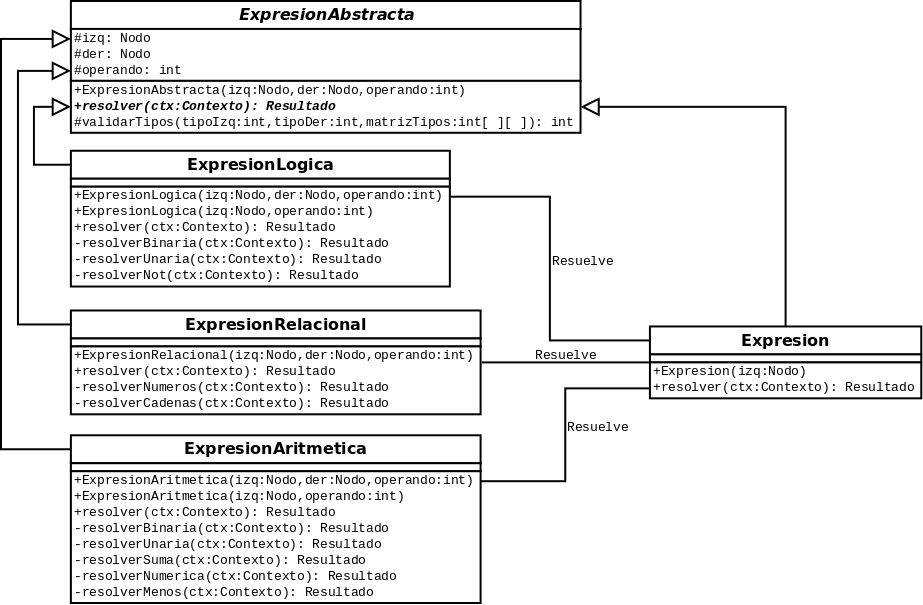 ExpresionAbstracta
#izq: Nodo
#der: Nodo
#operando: int
+ExpresionAbstracta(izq:Nodo,der:Nodo,operando:int)
+resolver(ctx:Contexto): Resultado
#validarTipos(tipoIzq:int,tipoDer:int,matrizTipos:int[ ][ ]): int
ExpresionLogica
+ExpresionLogica(izq:Nodo,der:Nodo,operando:int)
+ExpresionLogica(izq:Nodo,operando:int)
+resolver(ctx:Contexto): Resultado
-resolverBinaria(ctx:Contexto): Resultado
-resolverUnaria(ctx:Contexto): Resultado
-resolverNot(ctx:Contexto): Resultado
Resuelve
ExpresionRelacional
+ExpresionRelacional(izq:Nodo,der:Nodo,operando:int)
+resolver(ctx:Contexto): Resultado
-resolverNumeros(ctx:Contexto): Resultado
-resolverCadenas(ctx:Contexto): Resultado
Resuelve
Expresion
+Expresion(izq:Nodo)
+resolver(ctx:Contexto): Resultado
Resuelve
ExpresionAritmetica
+ExpresionAritmetica(izq:Nodo,der:Nodo,operando:int)
+ExpresionAritmetica(izq:Nodo,operando:int)
+resolver(ctx:Contexto): Resultado
-resolverBinaria(ctx:Contexto): Resultado
-resolverUnaria(ctx:Contexto): Resultado
-resolverSuma(ctx:Contexto): Resultado
-resolverNumerica(ctx:Contexto): Resultado
-resolverMenos(ctx:Contexto): Resultado